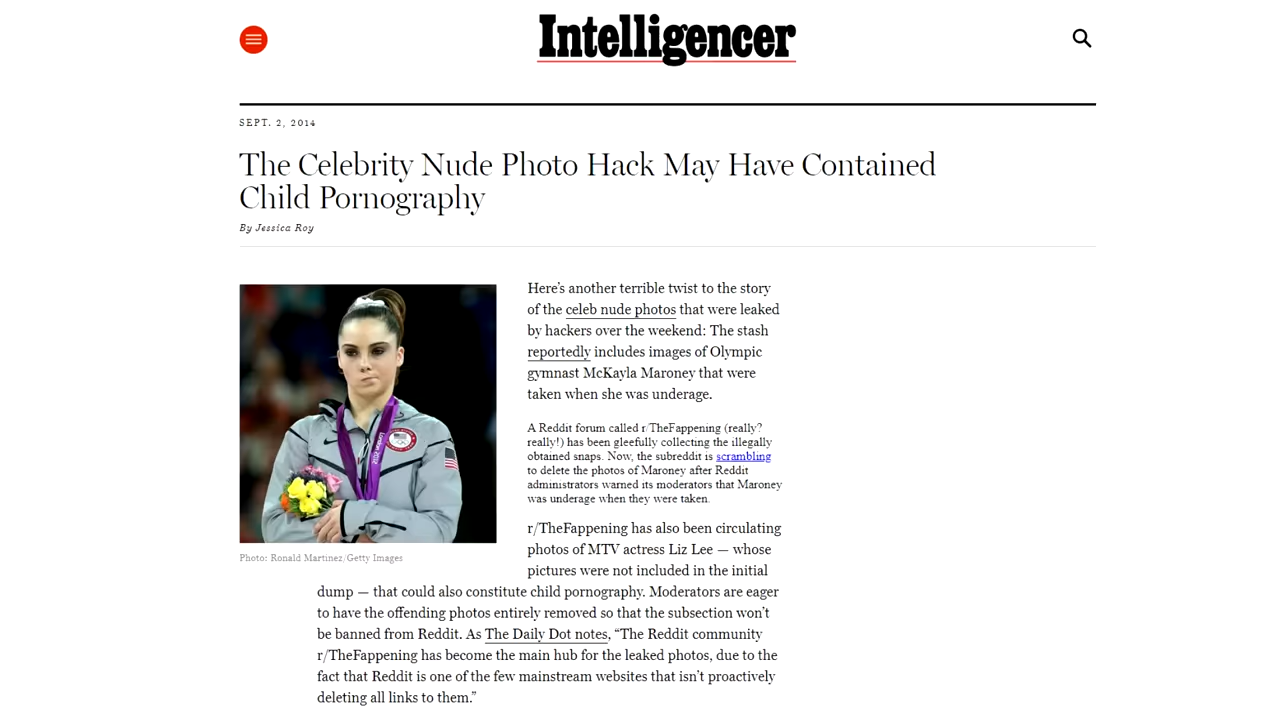 Intelligencer
SEPT. 2, 2014
The Celebrity Nude Photo Hack May Have Contained
Child Pornography
By Jessica Roy
Photo: Ronald Martinez/Getty Images
Here’s another terrible twist to the story
of the celeb nude photos that were leaked
by hackers over the weekend: The stash
reportedly includes images of Olympic
gymnast McKayla Maroney that were
taken when she was underage.
A Reddit forum called r/TheFappening (really?
really!) has been gleefully collecting the illegally
obtained snaps. Now, the subreddit is scrambling
to delete the photos of Maroney after Reddit
administrators warned its moderators that Maroney
was underage when they were taken.
r/TheFappening has also been circulating
photos of MTV actress Liz Lee — whose
pictures were not included in the initial
dump — that could also constitute child pornography. Moderators are eager
to have the offending photos entirely removed so that the subsection won’t
be banned from Reddit. As The Daily Dot notes, “The Reddit community
r/TheFappening has become the main hub for the leaked photos, due to the
fact that Reddit is one of the few mainstream websites that isn’t proactively
deleting all links to them.”